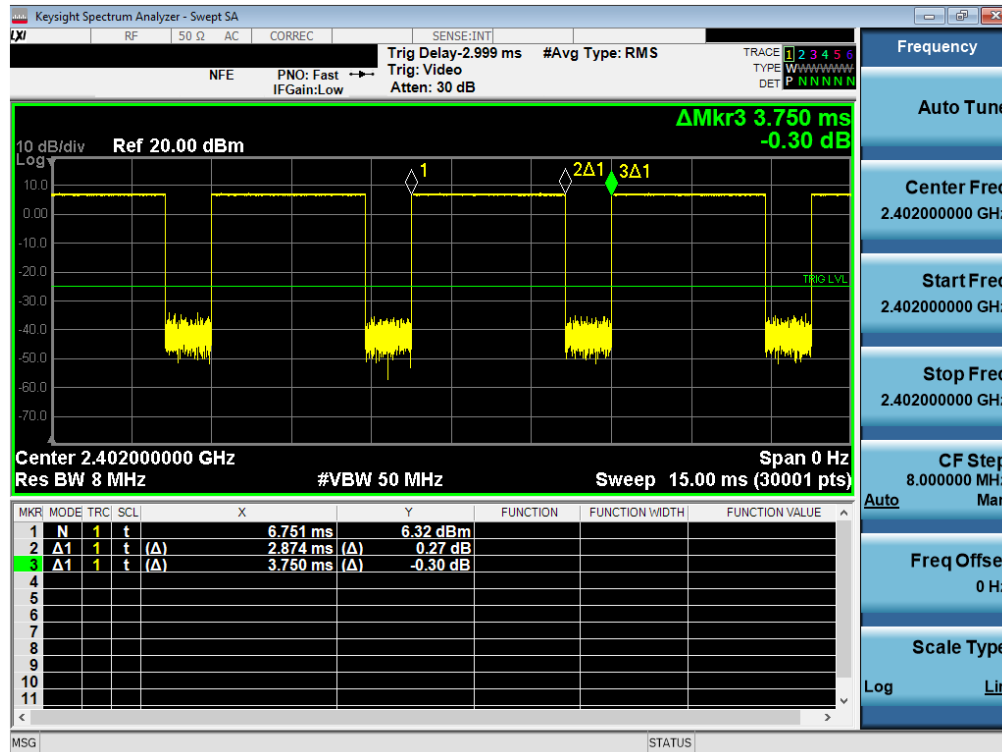 Keysight Spectrum Analyzer - Swept SA
LXI RF 50 Ω AC CORREC SENSE:INT
Trig Delay-2.999 ms #Avg Type: RMS TRACE 1 2 3 4 5 6
NFE PNO: Fast Trig: Video TYPE WWWWWW
IFGain:Low Atten: 30 dB DET P N N N N N
ΔMkr3 3.750 ms
-0.30 dB
10 dB/div Ref 20.00 dBm
Log
1 2Δ1 3Δ1
10.0
0.00
-10.0
-20.0
TRIG LVL
-30.0
-40.0
-50.0
-60.0
-70.0
Center 2.402000000 GHz Span 0 Hz
Res BW 8 MHz #VBW 50 MHz Sweep 15.00 ms (30001 pts)
MKR MODE TRC SCL X Y FUNCTION FUNCTION WIDTH FUNCTION VALUE
1 N 1 t 6.751 ms 6.32 dBm
2 Δ1 1 t (Δ) 2.874 ms (Δ) 0.27 dB
3 Δ1 1 t (Δ) 3.750 ms (Δ) -0.30 dB
4
5
6
7
8
9
10
11
MSG STATUS
Frequency
Auto Tune
Center Freq
2.402000000 GHz
Start Freq
2.402000000 GHz
Stop Freq
2.402000000 GHz
CF Step
8.000000 MHz
Auto Man
Freq Offset
0 Hz
Scale Type
Log Lin